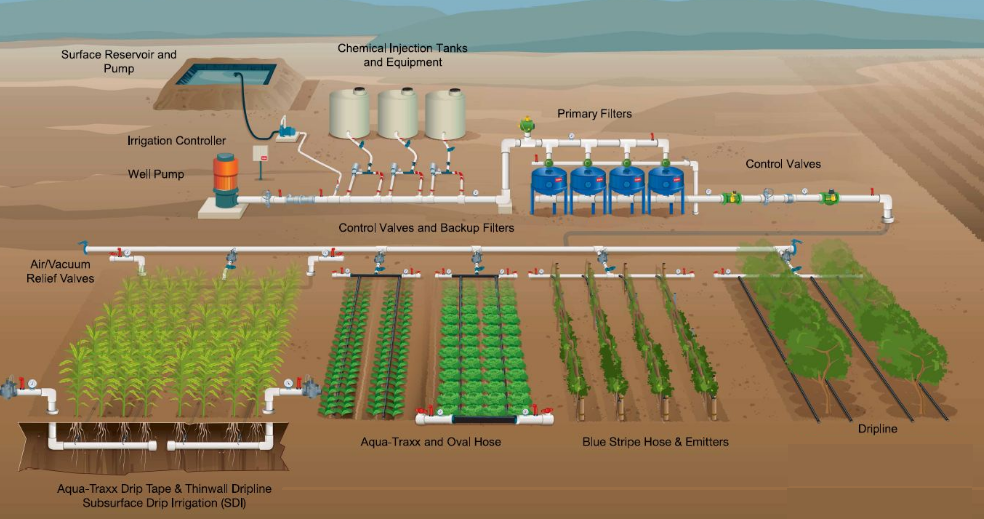 Surface Reservoir and
Pump
Chemical Injection Tanks
and Equipment
Primary Filters
Irrigation Controller
Well Pump
Control Valves
Control Valves and Backup Filters
Air/Vacuum
Relief Valves
Aqua-Traxx and Oval Hose
Blue Stripe Hose & Emitters
Dripline
Aqua-Traxx Drip Tape & Thinwall Dripline
Subsurface Drip Irrigation (SDI)